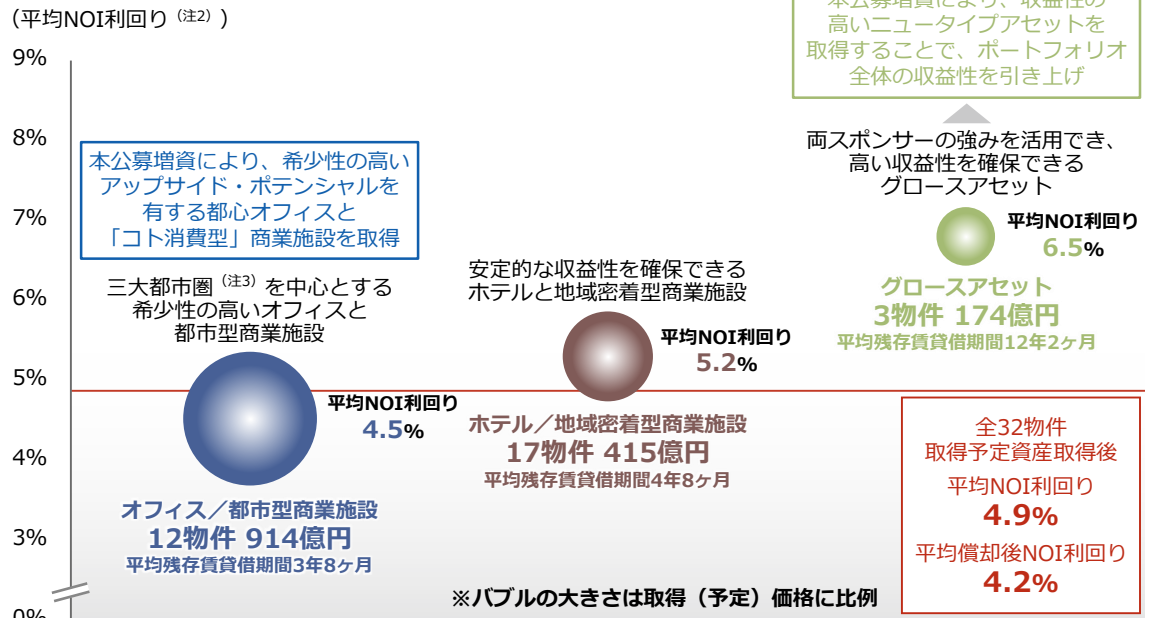 (平均NOI利回り(注2))
本公募増資により、収益性の
高いニュータイプアセットを
取得することで、ポートフォリオ
全体の収益性を引き上げ
9%
8%
7%
6%
5%
4%
3%
0%
本公募増資により、希少性の高い
アップサイド・ポテンシャルを
有する都心オフィスと
「コト消費型」商業施設を取得
三大都市圏(注3)を中心とする
希少性の高いオフィスと
都市型商業施設
平均NOI利回り
4.5%
オフィス／都市型商業施設
12物件 914億円
平均残存賃貸借期間3年8ヶ月
安定的な収益性を確保できる
ホテルと地域密着型商業施設
平均NOI利回り
5.2%
ホテル／地域密着型商業施設
17物件 415億円
平均残存賃貸借期間4年8ヶ月
両スポンサーの強みを活用でき、
高い収益性を確保できる
グロースアセット
平均NOI利回り
6.5%
グロースアセット
3物件 174億円
平均残存賃貸借期間12年2ヶ月
全32物件
取得予定資産取得後
平均NOI利回り
4.9%
平均償却後NOI利回り
4.2%
※バブルの大きさは取得（予定）価格に比例